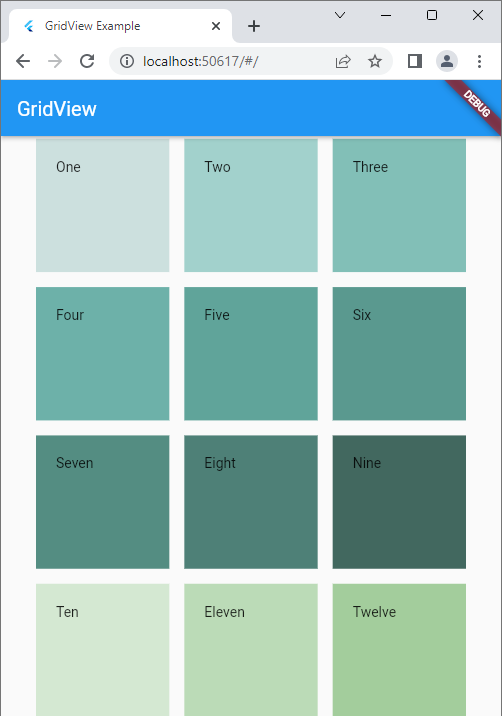 GridView Example
localhost:50617/#/
GridView
DEBUG
One
Two
Three
Four
Five
Six
Seven
Eight
Nine
Ten
Eleven
Twelve